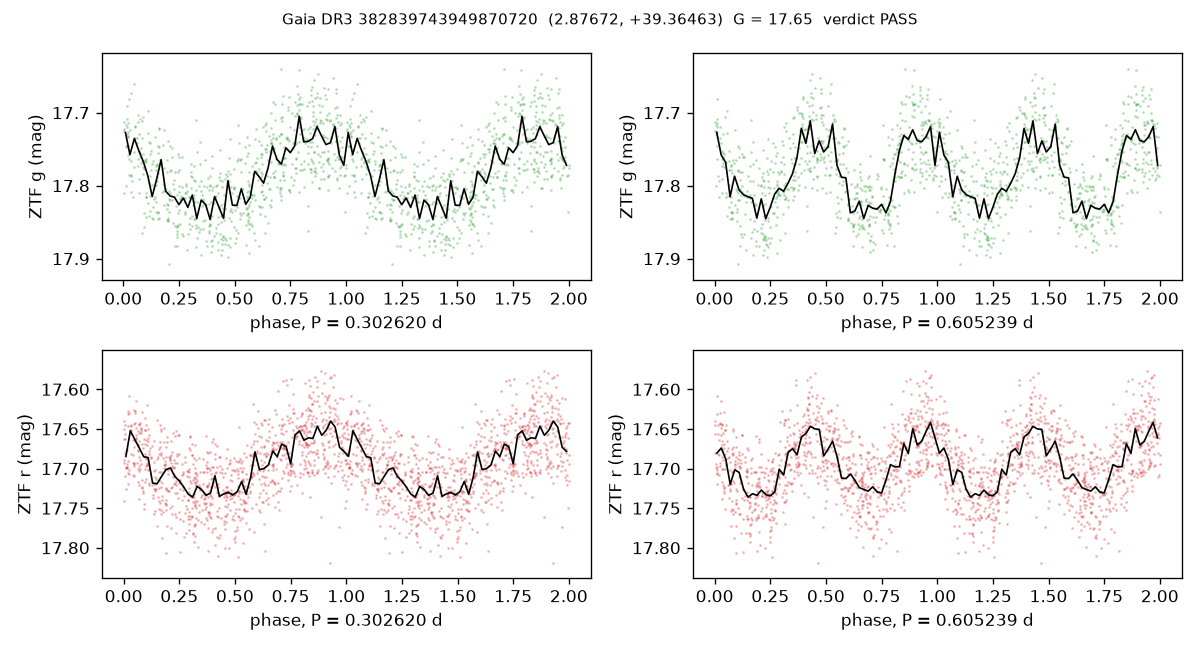 Gaia DR3 382839743949870720  (2.87672, +39.36463)  G = 17.65  verdict PASS
ZTF g (mag)
17.7
17.8
17.9
0.00 0.25 0.50 0.75 1.00 1.25 1.50 1.75 2.00
phase, P = 0.302620 d
ZTF g (mag)
17.7
17.8
17.9
0.00 0.25 0.50 0.75 1.00 1.25 1.50 1.75 2.00
phase, P = 0.605239 d
ZTF r (mag)
17.60
17.65
17.70
17.75
17.80
0.00 0.25 0.50 0.75 1.00 1.25 1.50 1.75 2.00
phase, P = 0.302620 d
ZTF r (mag)
17.60
17.65
17.70
17.75
17.80
0.00 0.25 0.50 0.75 1.00 1.25 1.50 1.75 2.00
phase, P = 0.605239 d